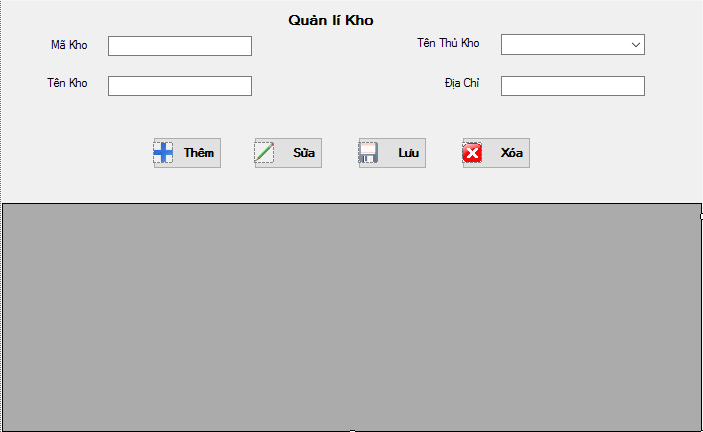 Quản lí Kho
Mã Kho
Tên Thủ Kho
Tên Kho
Địa Chỉ
Thêm
Sửa
Lưu
Xóa